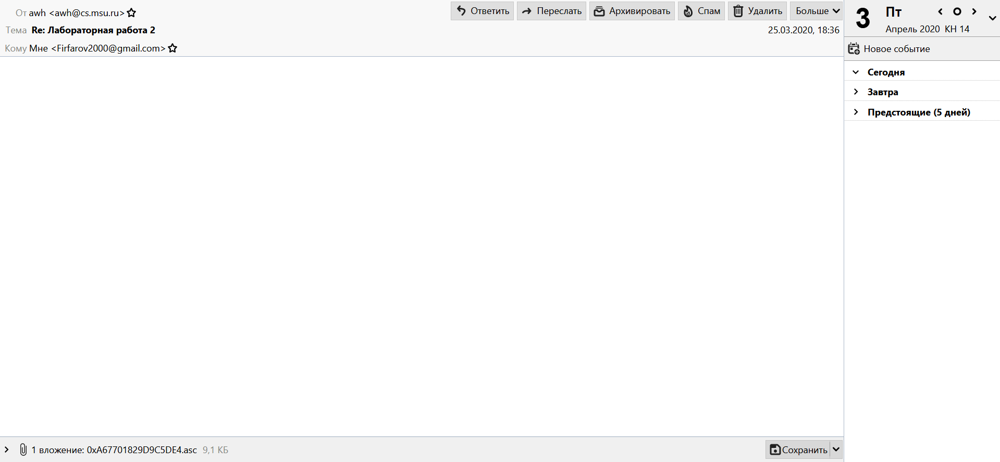 От awh <awh@cs.msu.ru>
Ответить Переслать Архивировать Спам Удалить Больше
Тема Re: Лабораторная работа 2
25.03.2020, 18:36
Кому Мне <Firfarov2000@gmail.com>
3 Пт
Апрель 2020 КН 14
Новое событие
Сегодня
Завтра
Предстоящие (5 дней)
1 вложение: 0xA67701829D9C5DE4.asc 9,1 КБ
Сохранить